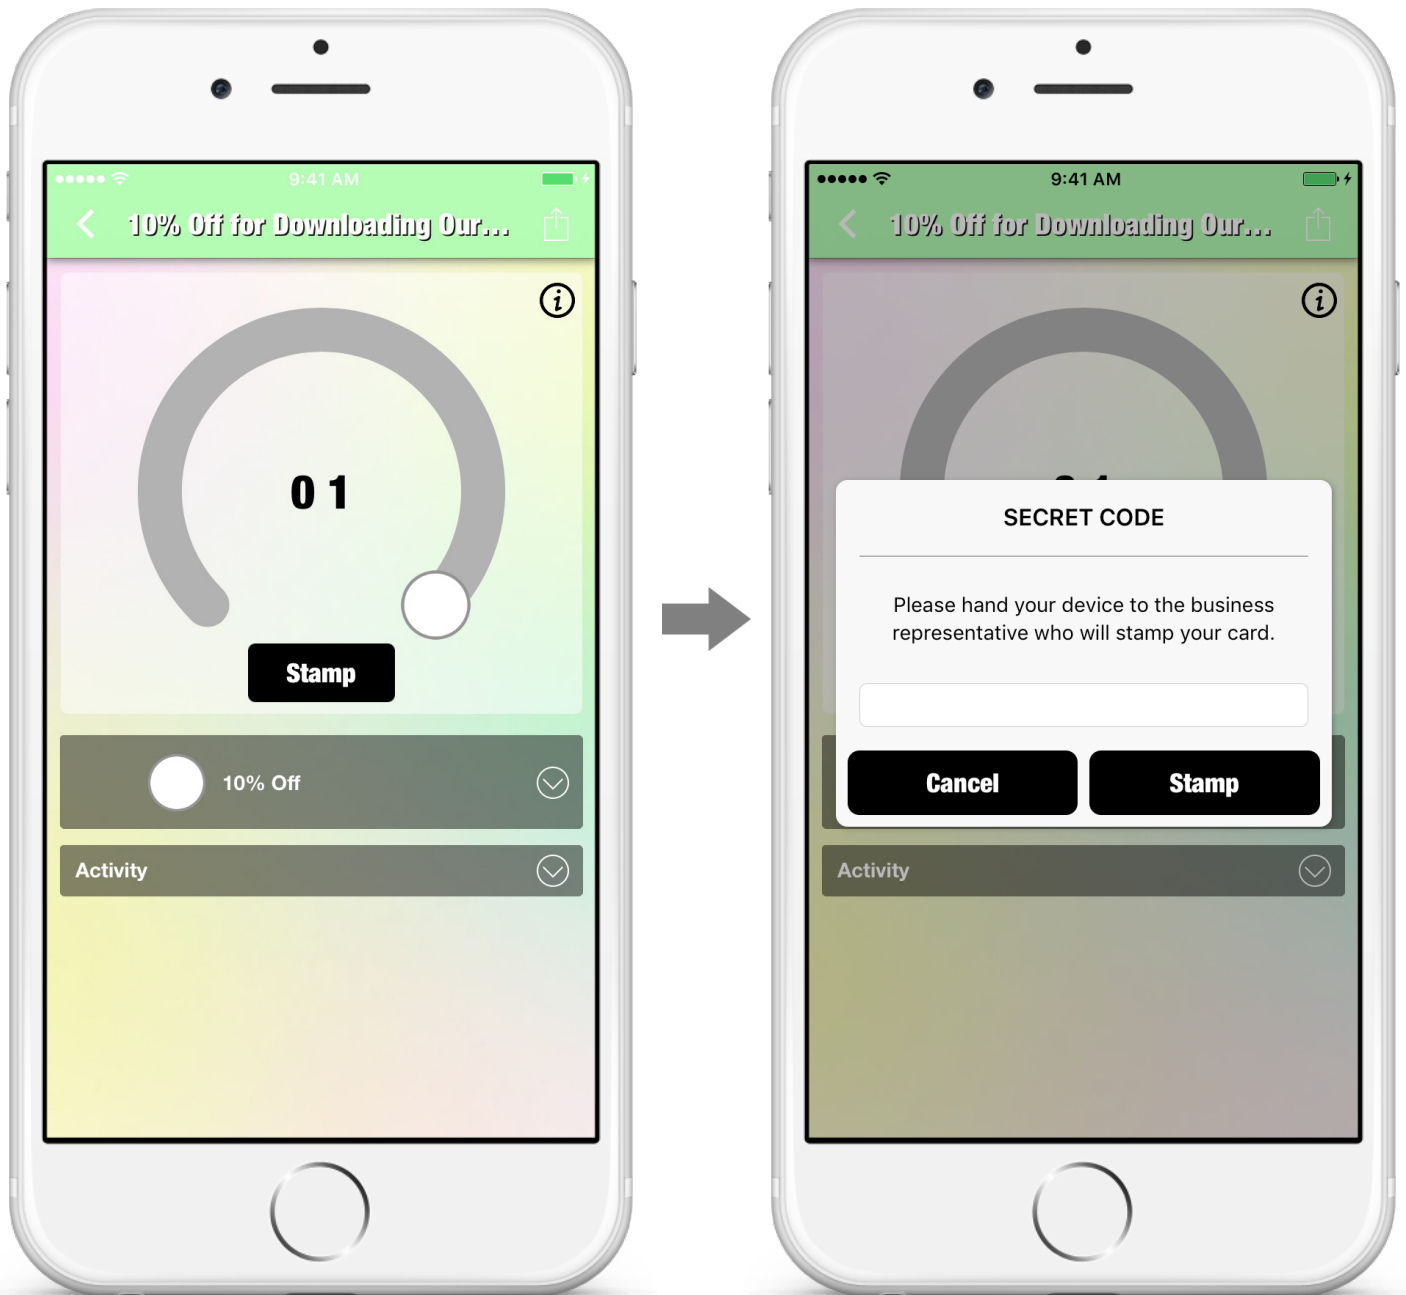 9:41 AM
10% Off for Downloading Our...
i
0 1
Stamp
10% Off
Activity
9:41 AM
10% Off for Downloading Our...
i
SECRET CODE
Please hand your device to the business
representative who will stamp your card.
Cancel
Stamp
Activity